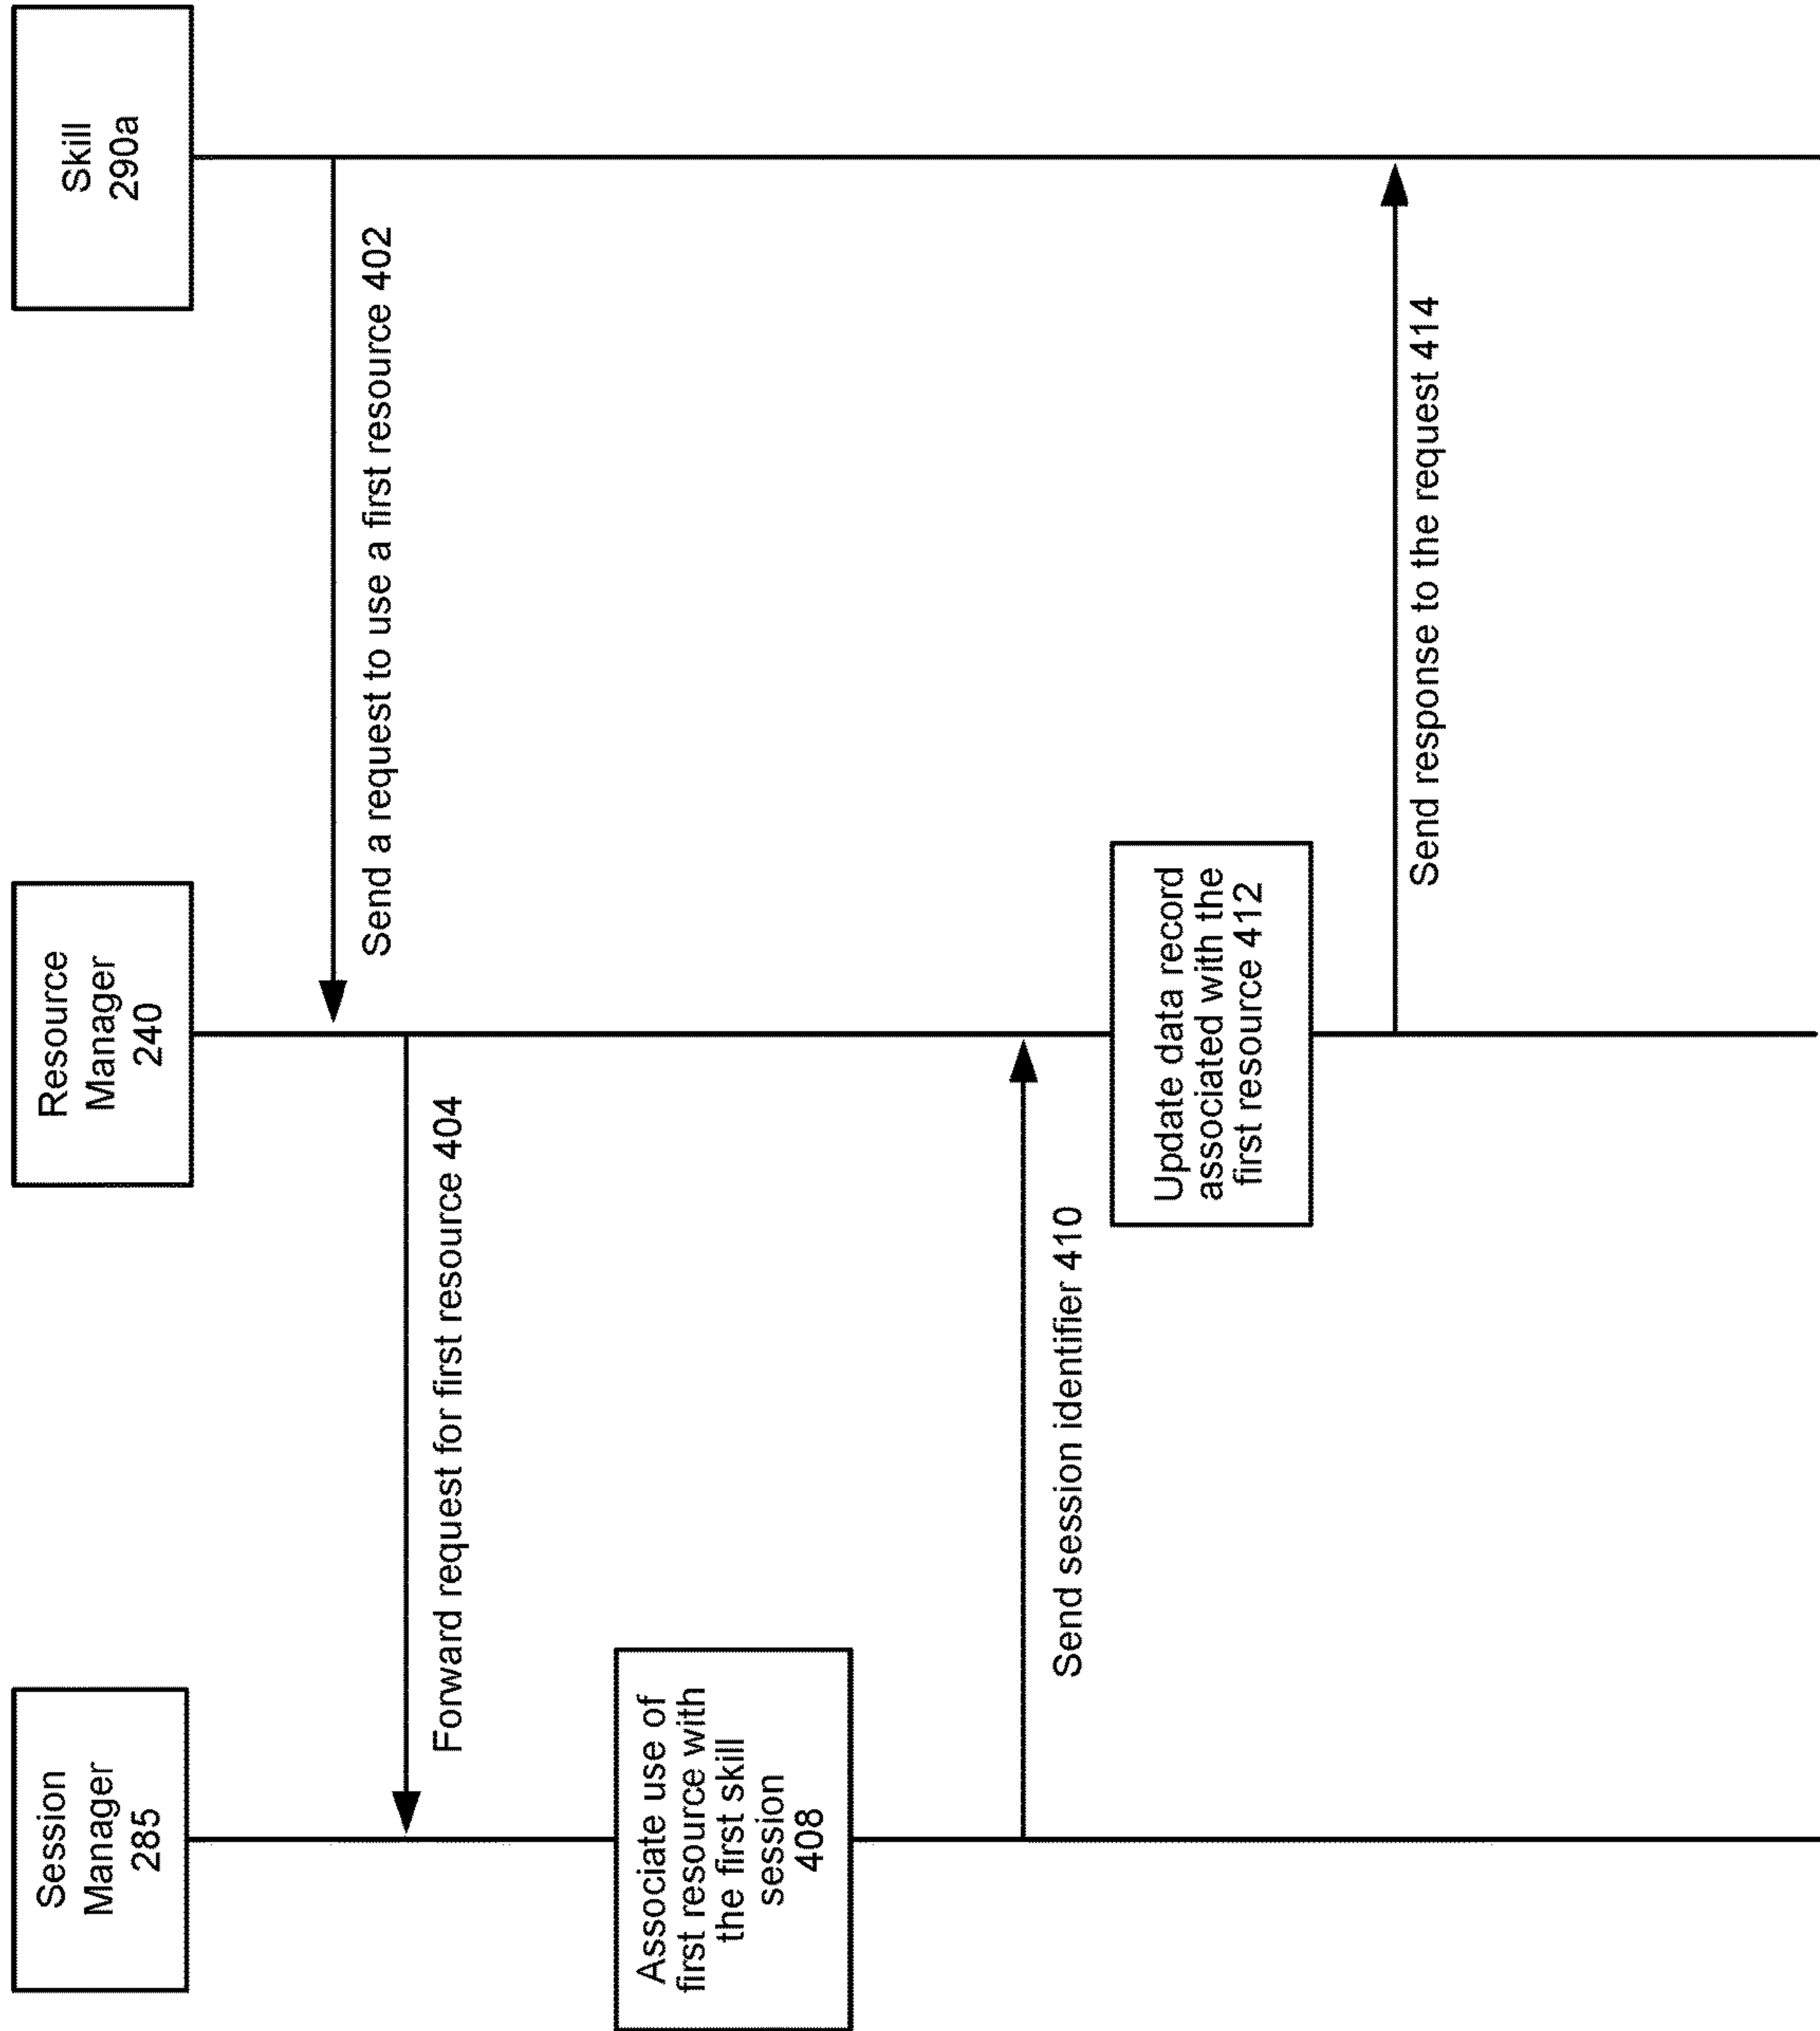 Session
Manager
285
Resource
Manager
240
Skill
290a
Send a request to use a first resource 402
Forward request for first resource 404
Associate use of
first resource with
the first skill
session
408
Send session identifier 410
Update data record
associated with the
first resource 412
Send response to the request 414